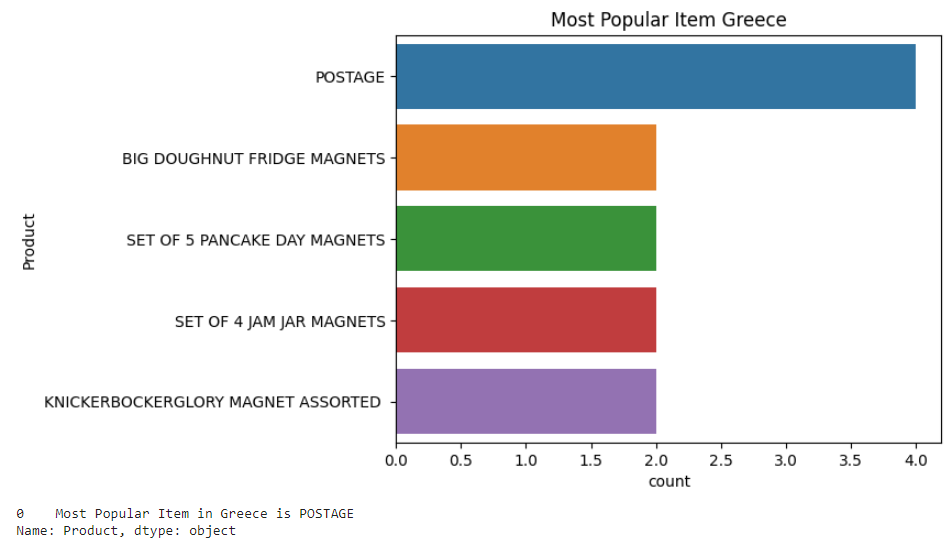 Most Popular Item Greece
POSTAGE
BIG DOUGHNUT FRIDGE MAGNETS
SET OF 5 PANCAKE DAY MAGNETS
SET OF 4 JAM JAR MAGNETS
KNICKERBOCKERGLORY MAGNET ASSORTED
Product
0.0 0.5 1.0 1.5 2.0 2.5 3.0 3.5 4.0
count
0    Most Popular Item in Greece is POSTAGE
Name: Product, dtype: object